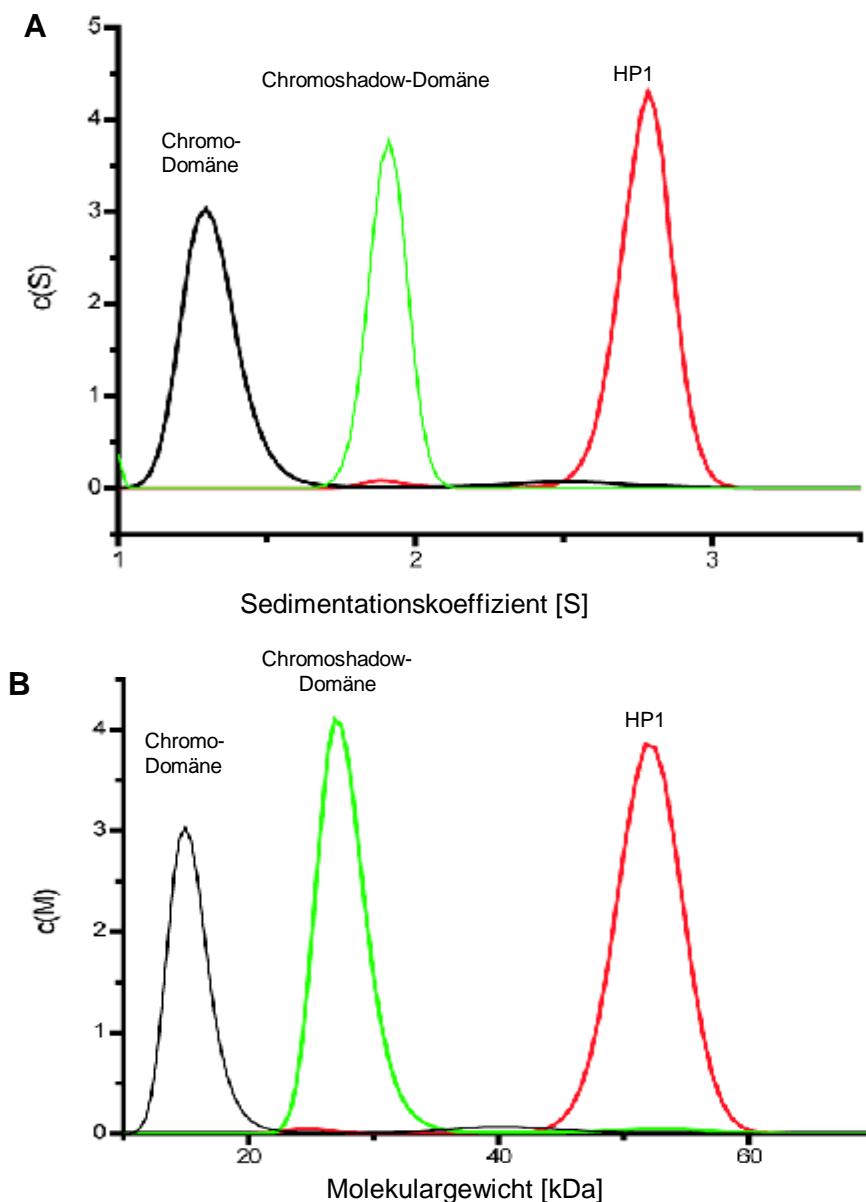 A
5
4
3
2
1
0
c(S)
Chromo-
Domäne
Chromoshadow-Domäne
HP1
1
2
3
Sedimentationskoeffizient [S]
B
4
3
2
1
0
c(M)
Chromo-
Domäne
Chromoshadow-
Domäne
HP1
20
40
60
Molekulargewicht [kDa]